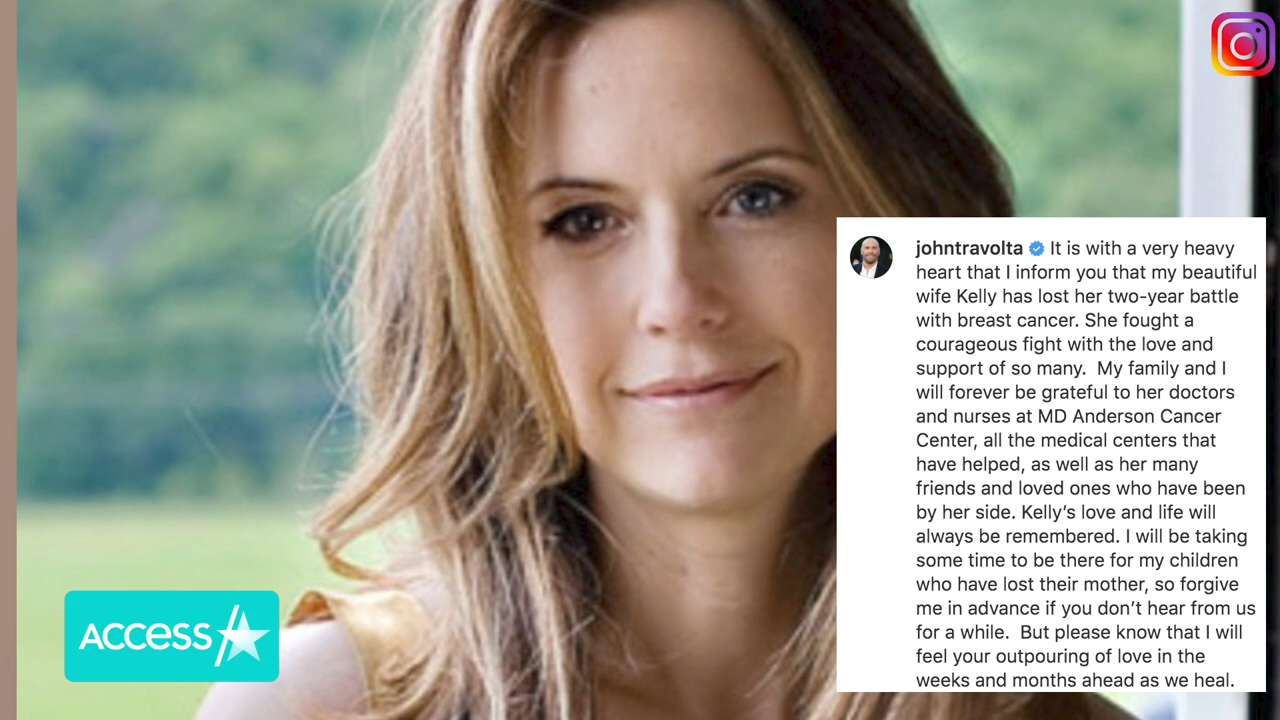 johntravolta It is with a very heavy
heart that I inform you that my beautiful
wife Kelly has lost her two-year battle
with breast cancer. She fought a
courageous fight with the love and
support of so many.  My family and I
will forever be grateful to her doctors
and nurses at MD Anderson Cancer
Center, all the medical centers that
have helped, as well as her many
friends and loved ones who have been
by her side. Kelly’s love and life will
always be remembered. I will be taking
some time to be there for my children
who have lost their mother, so forgive
me in advance if you don’t hear from us
for a while.  But please know that I will
feel your outpouring of love in the
weeks and months ahead as we heal.
ACCESS